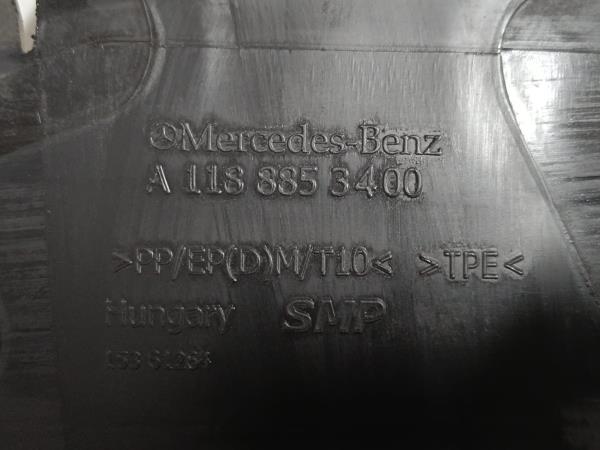 Mercedes-Benz
A 118 885 3400
>PP/EP(D)M/T10< >TPE<
Hungary SMP